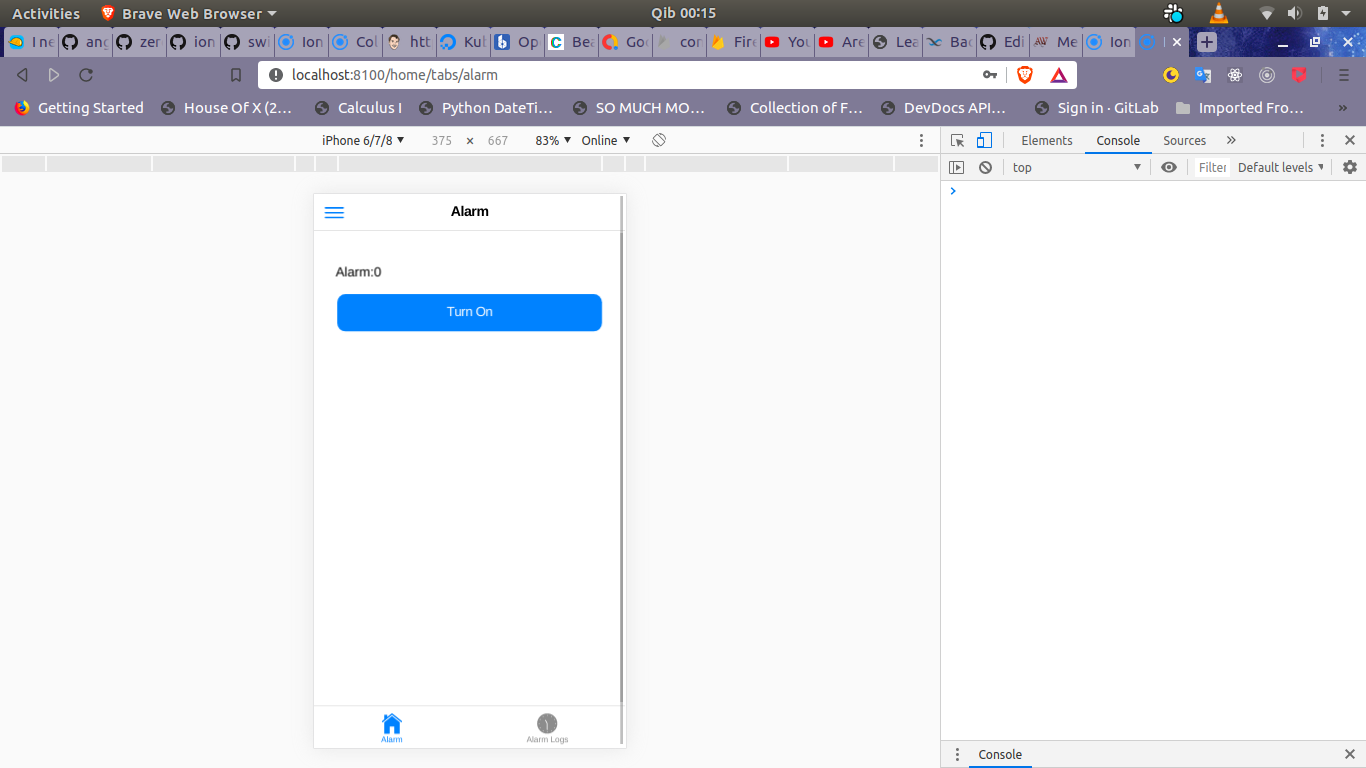 Activities Brave Web Browser Qib 00:15
I ne ang zer ion swi Ion Col htt Kub Op Bea Goo cor Fire You Are Lea Bac Edi Me Ion
localhost:8100/home/tabs/alarm
Getting Started House Of X (2… Calculus I Python DateTi… SO MUCH MO… Collection of F… DevDocs API… Sign in · GitLab Imported Fro… »
iPhone 6/7/8 375 × 667 83% Online
Elements Console Sources »
top Filter Default levels
Alarm
Alarm:0
Turn On
Alarm Alarm Logs
Console